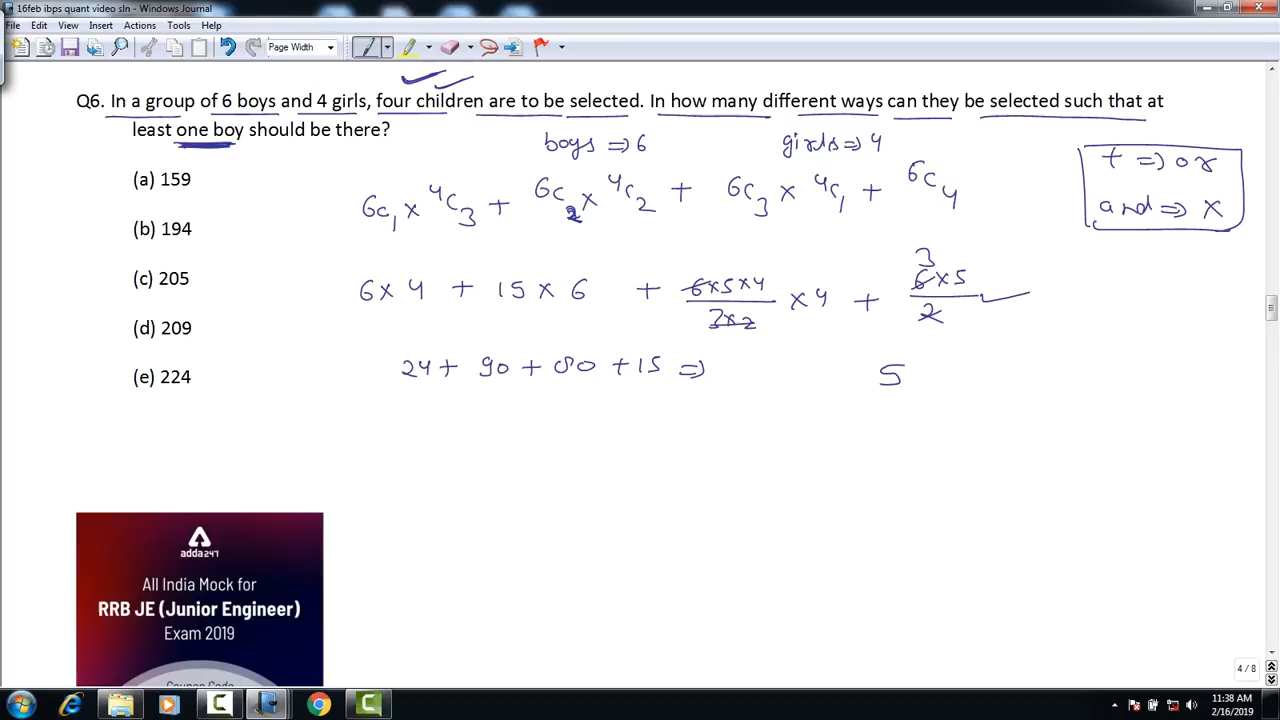 16feb ibps quant video sln - Windows Journal
File Edit View Insert Actions Tools Help
Page Width
Q6. In a group of 6 boys and 4 girls, four children are to be selected. In how many different ways can they be selected such that at
least one boy should be there?
boys ⇒ 6 girls ⇒ 4
+ ⇒ or
and ⇒ ×
(a) 159
6C1 × 4C3 + 6C2 × 4C2 + 6C3 × 4C1 + 6C4
(b) 194
(c) 205
3
6×4 + 15×6 + 6×5×4/3×2 ×4 + 6×5/2
(d) 209
24+ 90 + 80 +15 ⇒ 5
(e) 224
adda247
All India Mock for
RRB JE (Junior Engineer)
Exam 2019
Coupon Code
4 / 8
11:38 AM
2/16/2019